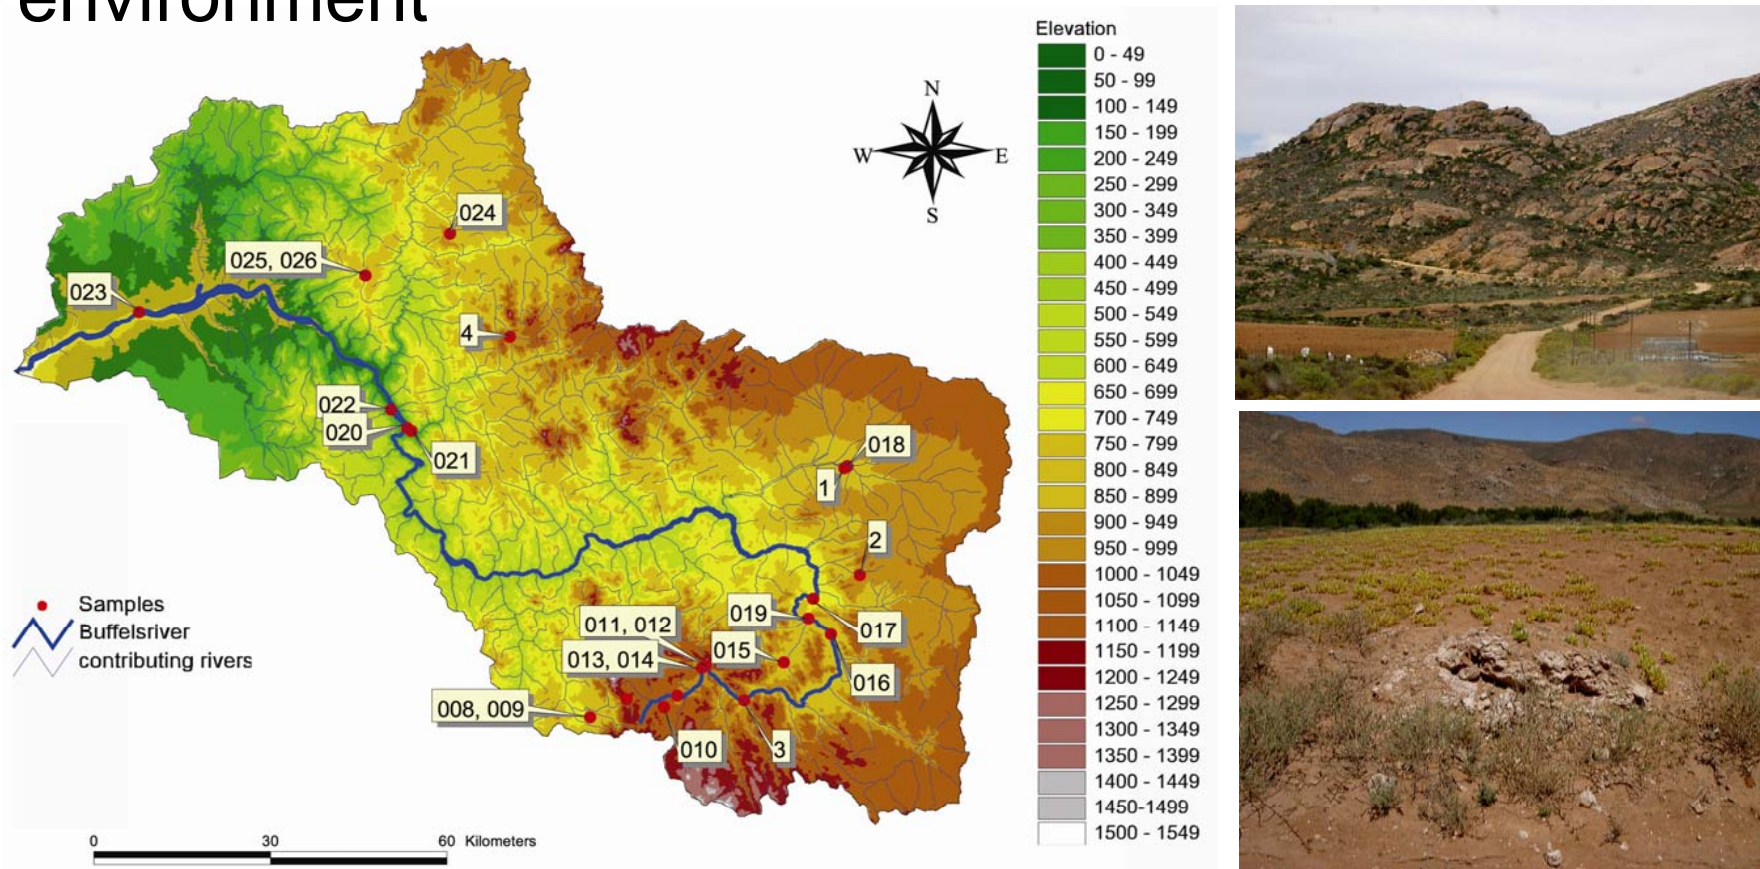 environment
Elevation
0 - 49
50 - 99
100 - 149
150 - 199
200 - 249
250 - 299
300 - 349
350 - 399
400 - 449
450 - 499
500 - 549
550 - 599
600 - 649
650 - 699
700 - 749
750 - 799
800 - 849
850 - 899
900 - 949
950 - 999
1000 - 1049
1050 - 1099
1100 - 1149
1150 - 1199
1200 - 1249
1250 - 1299
1300 - 1349
1350 - 1399
1400 - 1449
1450-1499
1500 - 1549
N
W
E
S
024
025, 026
023
4
022
020
021
018
1
2
019
017
011, 012
015
013, 014
016
008, 009
010
3
Samples
Buffelsriver
contributing rivers
0
30
60
Kilometers